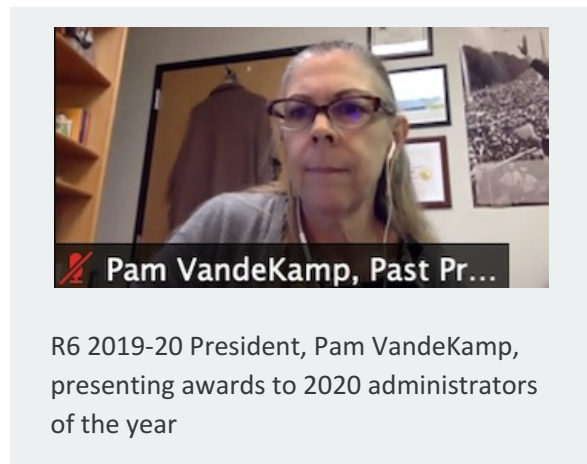 Pam VandeKamp, Past Pr...
R6 2019-20 President, Pam VandeKamp,
presenting awards to 2020 administrators
of the year